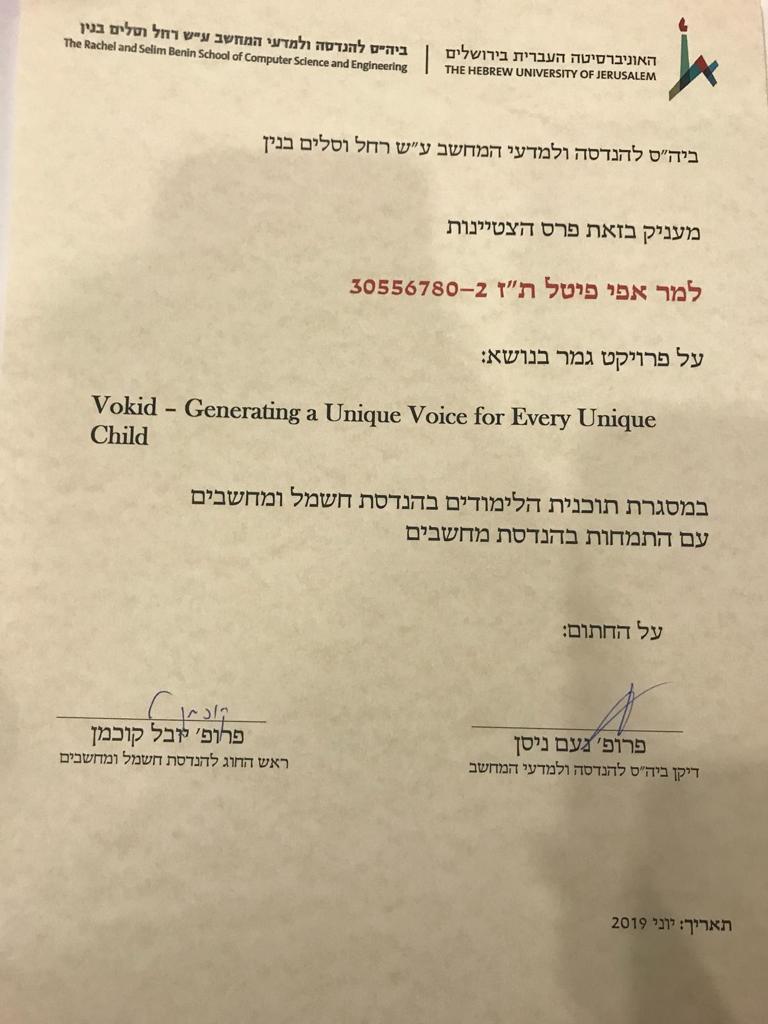 האוניברסיטה העברית בירושלים
THE HEBREW UNIVERSITY OF JERUSALEM
ביה"ס להנדסה ולמדעי המחשב ע"ש רחל וסלים בנין
The Rachel and Selim Benin School of Computer Science and Engineering
ביה"ס להנדסה ולמדעי המחשב ע"ש רחל וסלים בנין
מעניק בזאת פרס הצטיינות
למר אפי פיטל ת"ז 30556780-2
על פרויקט גמר בנושא:
Vokid – Generating a Unique Voice for Every Unique
Child
במסגרת תוכנית הלימודים בהנדסת חשמל ומחשבים
עם התמחות בהנדסת מחשבים
על החתום:
פרופ' נעם ניסן
דיקן ביה"ס להנדסה ולמדעי המחשב
קוכמן
פרופ' יובל קוכמן
ראש החוג להנדסת חשמל ומחשבים
תאריך: יוני 2019